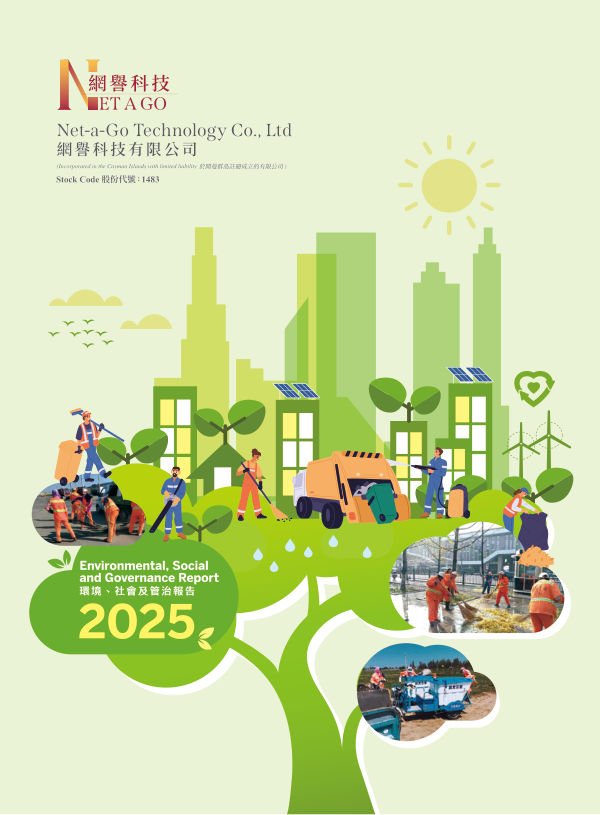 網譽科技
NET A GO
Net-a-Go Technology Co., Ltd
網譽科技有限公司
(Incorporated in the Cayman Islands with limited liability 於開曼群島註冊成立的有限公司)
Stock Code 股份代號：1483
Environmental, Social
and Governance Report
環境、社會及管治報告
2025